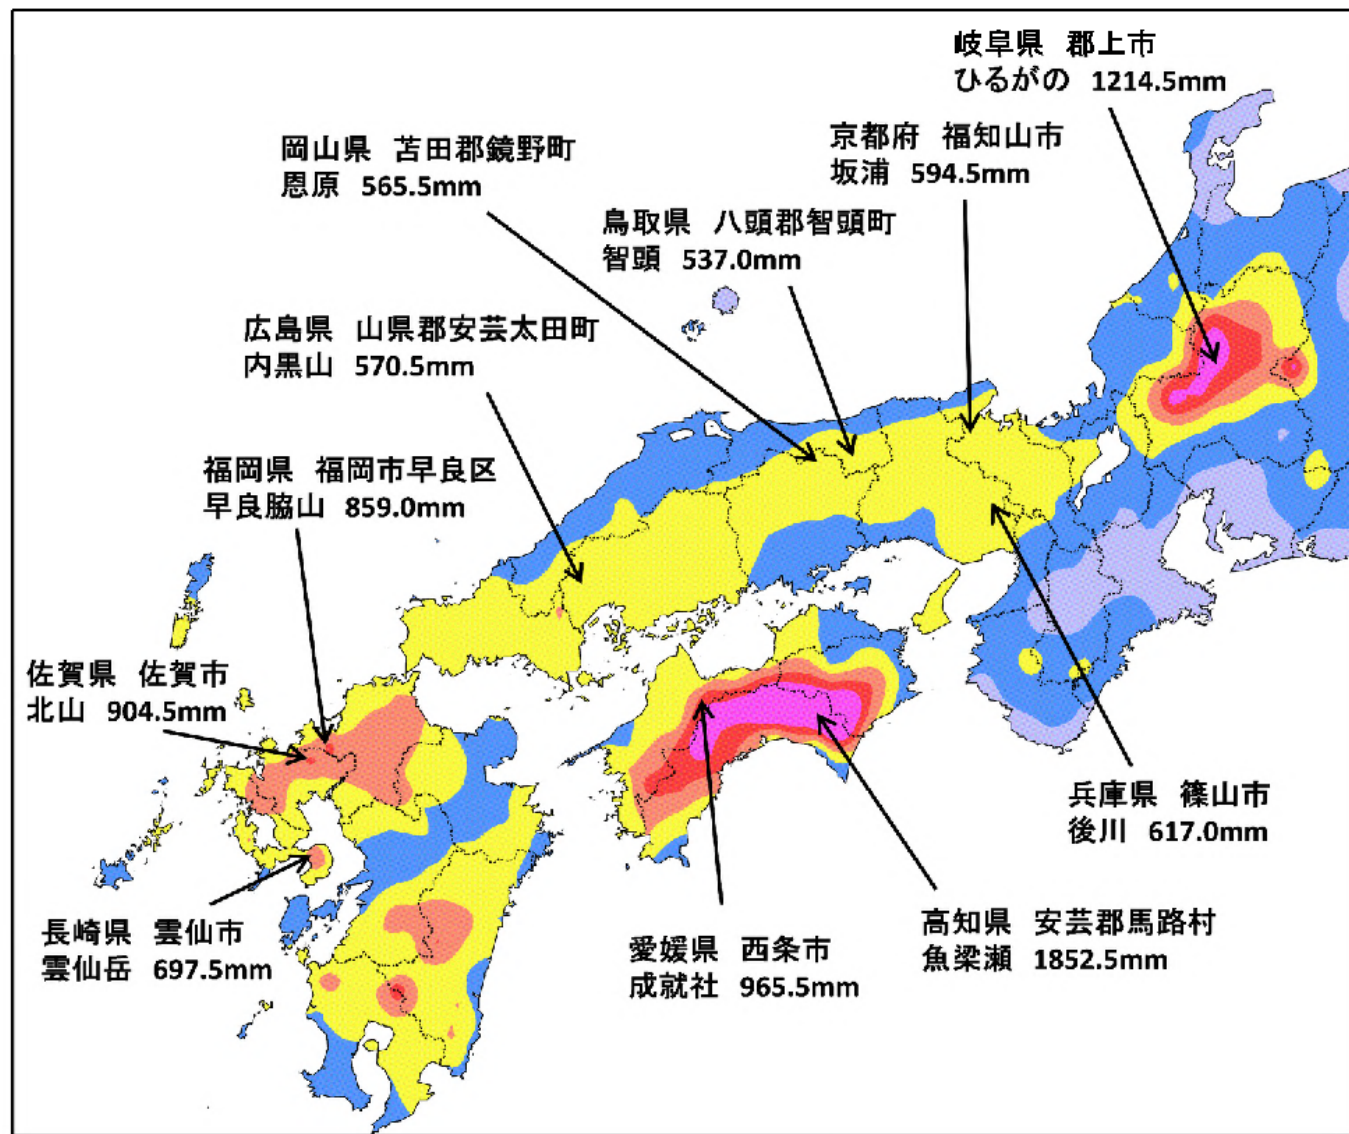 岐阜県 郡上市
ひるがの 1214.5mm
京都府 福知山市
坂浦 594.5mm
岡山県 苫田郡鏡野町
恩原 565.5mm
鳥取県 八頭郡智頭町
智頭 537.0mm
広島県 山県郡安芸太田町
内黒山 570.5mm
福岡県 福岡市早良区
早良脇山 859.0mm
佐賀県 佐賀市
北山 904.5mm
兵庫県 篠山市
後川 617.0mm
長崎県 雲仙市
雲仙岳 697.5mm
愛媛県 西条市
成就社 965.5mm
高知県 安芸郡馬路村
魚梁瀬 1852.5mm